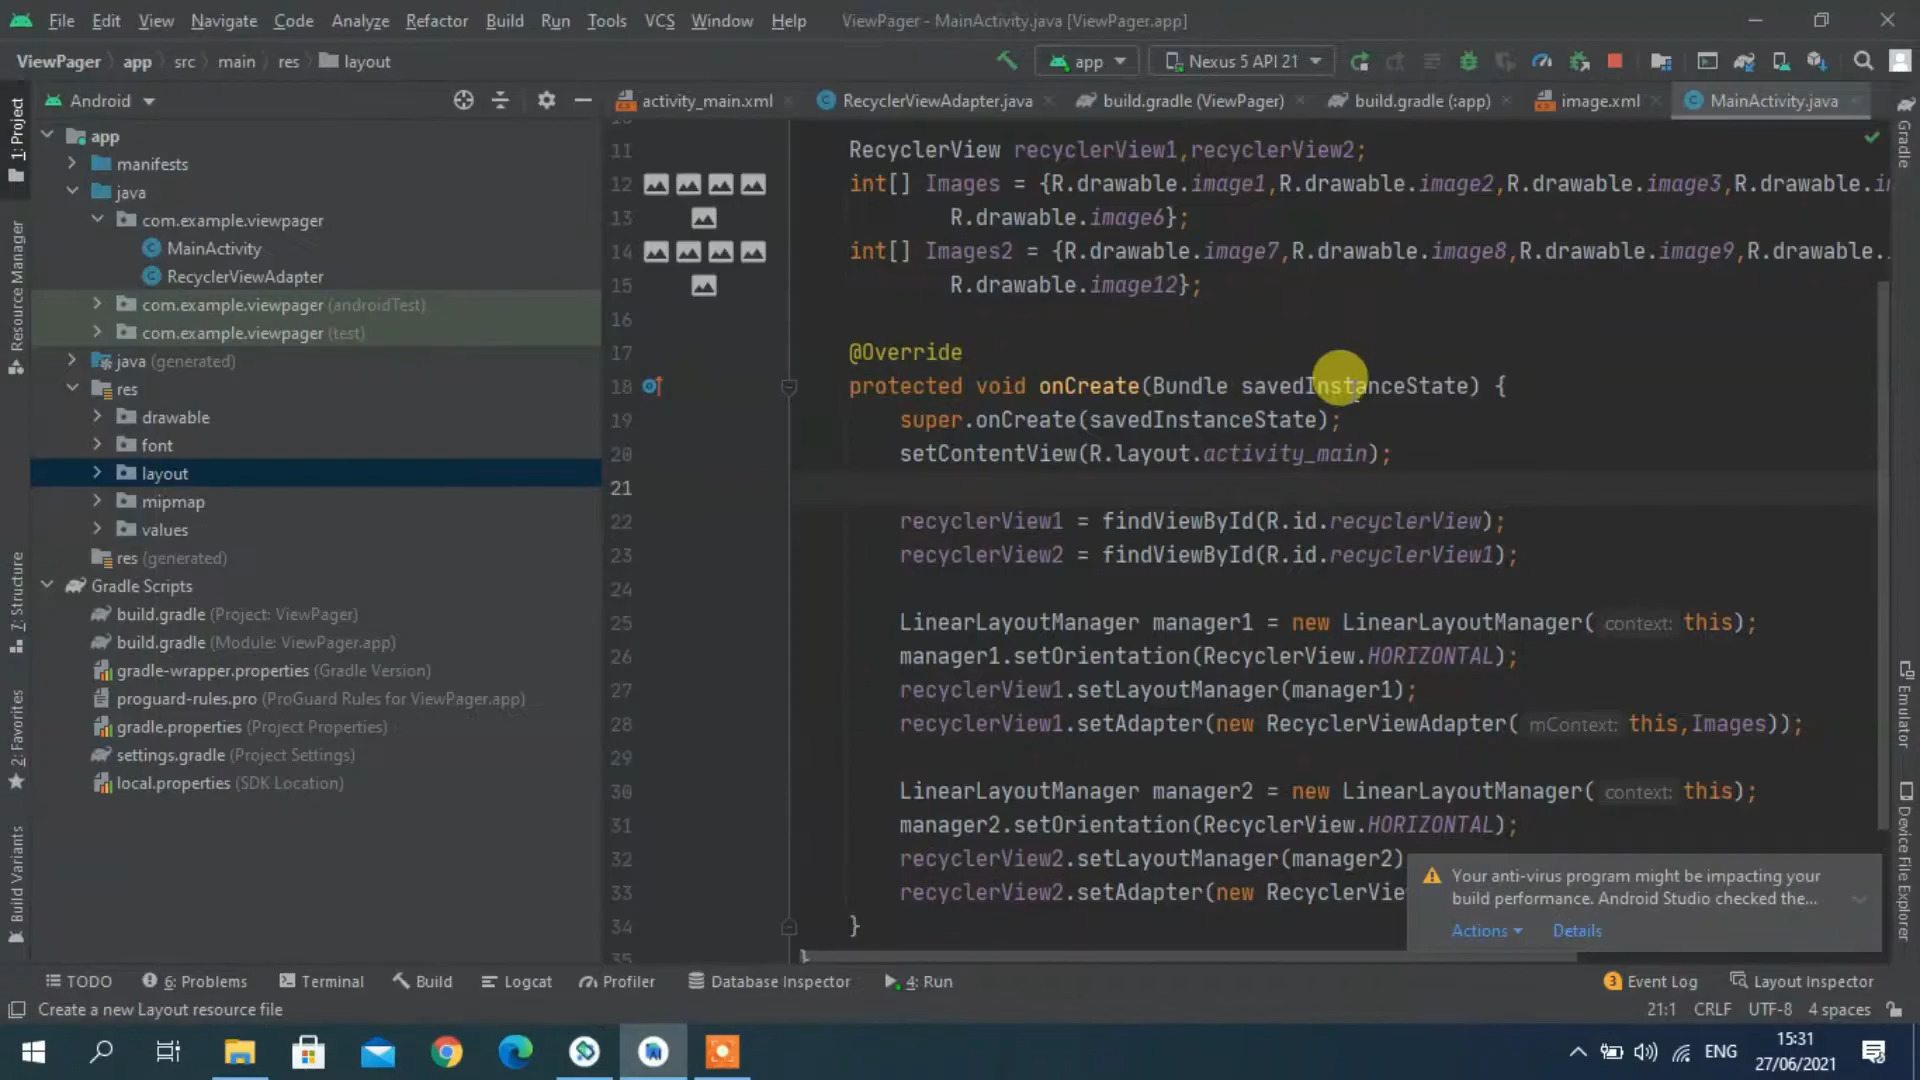 File Edit View Navigate Code Analyze Refactor Build Run Tools VCS Window Help ViewPager - MainActivity.java [ViewPager.app]
ViewPager app src main res layout app Nexus 5 API 21
Android activity_main.xml RecyclerViewAdapter.java build.gradle (ViewPager) build.gradle (:app) image.xml MainActivity.java
1: Project
Resource Manager
7: Structure
2: Favorites
Build Variants
app
manifests
java
com.example.viewpager
MainActivity
RecyclerViewAdapter
com.example.viewpager (androidTest)
com.example.viewpager (test)
java (generated)
res
drawable
font
layout
mipmap
values
res (generated)
Gradle Scripts
build.gradle (Project: ViewPager)
build.gradle (Module: ViewPager.app)
gradle-wrapper.properties (Gradle Version)
proguard-rules.pro (ProGuard Rules for ViewPager.app)
gradle.properties (Project Properties)
settings.gradle (Project Settings)
local.properties (SDK Location)
11 RecyclerView recyclerView1,recyclerView2;
12 int[] Images = {R.drawable.image1,R.drawable.image2,R.drawable.image3,R.drawable.i
13 R.drawable.image6};
14 int[] Images2 = {R.drawable.image7,R.drawable.image8,R.drawable.image9,R.drawable.
15 R.drawable.image12};
16
17 @Override
18 protected void onCreate(Bundle savedInstanceState) {
19 super.onCreate(savedInstanceState);
20 setContentView(R.layout.activity_main);
21
22 recyclerView1 = findViewById(R.id.recyclerView);
23 recyclerView2 = findViewById(R.id.recyclerView1);
24
25 LinearLayoutManager manager1 = new LinearLayoutManager( context: this);
26 manager1.setOrientation(RecyclerView.HORIZONTAL);
27 recyclerView1.setLayoutManager(manager1);
28 recyclerView1.setAdapter(new RecyclerViewAdapter( mContext: this,Images));
29
30 LinearLayoutManager manager2 = new LinearLayoutManager( context: this);
31 manager2.setOrientation(RecyclerView.HORIZONTAL);
32 recyclerView2.setLayoutManager(manager2)
33 recyclerView2.setAdapter(new RecyclerVie
34 }
35 }
Gradle
Emulator
Device File Explorer
Your anti-virus program might be impacting your
build performance. Android Studio checked the...
Actions Details
TODO 6: Problems Terminal Build Logcat Profiler Database Inspector 4: Run 3 Event Log Layout Inspector
Create a new Layout resource file 21:1 CRLF UTF-8 4 spaces
ENG 15:31
27/06/2021